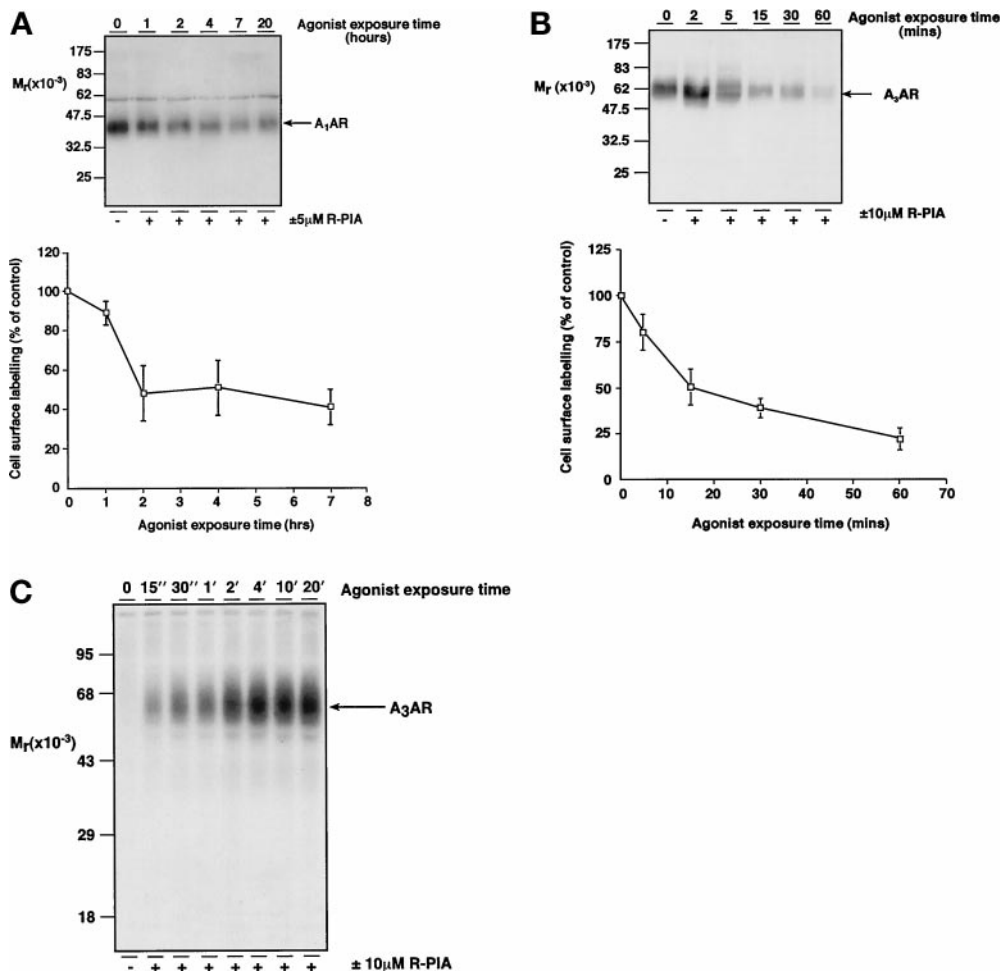 A
0 1 2 4 7 20 Agonist exposure time
(hours)
175
83
Mr(x10⁻³) 62
47.5
A₁AR
32.5
25
- + + + + + ±5μM R-PIA
120
100
80
60
40
20
0
Cell surface labelling (% of control)
0 1 2 3 4 5 6 7 8
Agonist exposure time (hrs)
B
0 2 5 15 30 60 Agonist exposure time
(mins)
175
83
Mr (x10⁻³) 62
A₃AR
47.5
32.5
25
- + + + + + ±10μM R-PIA
125
100
75
50
25
0
Cell surface labelling (% of control)
0 10 20 30 40 50 60 70
Agonist exposure time (mins)
C
0 15'' 30'' 1' 2' 4' 10' 20' Agonist exposure time
95
68
A₃AR
Mr(x10⁻³)
43
29
18
- + + + + + + + ± 10μM R-PIA